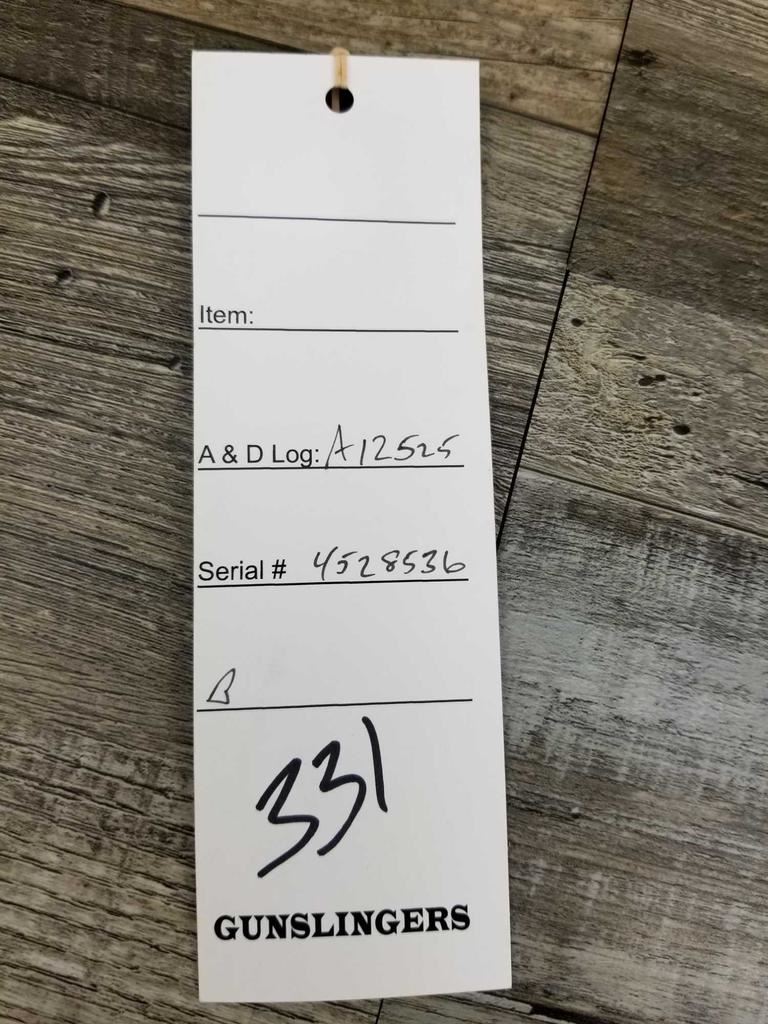 Item:
A & D Log: A12525
Serial # 4528536
B
331
GUNSLINGERS